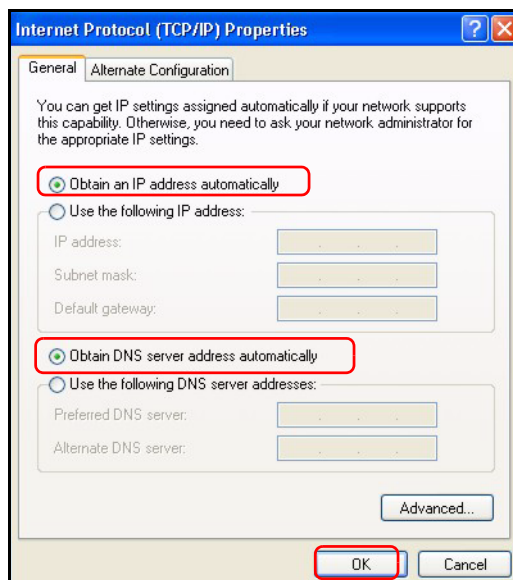 Internet Protocol (TCP/IP) Properties
General
Alternate Configuration
You can get IP settings assigned automatically if your network supports
this capability. Otherwise, you need to ask your network administrator for
the appropriate IP settings.
Obtain an IP address automatically
Use the following IP address:
IP address:
Subnet mask:
Default gateway:
Obtain DNS server address automatically
Use the following DNS server addresses:
Preferred DNS server:
Alternate DNS server:
Advanced...
OK
Cancel